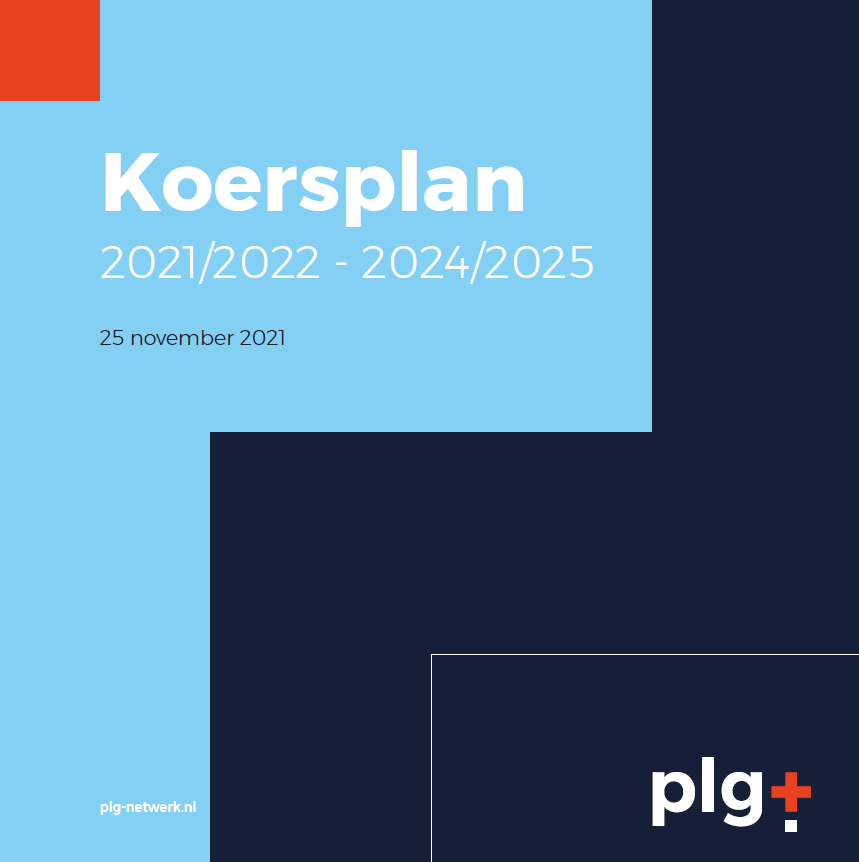 Koersplan
2021/2022 - 2024/2025
25 november 2021
plg-netwerk.nl
plg+